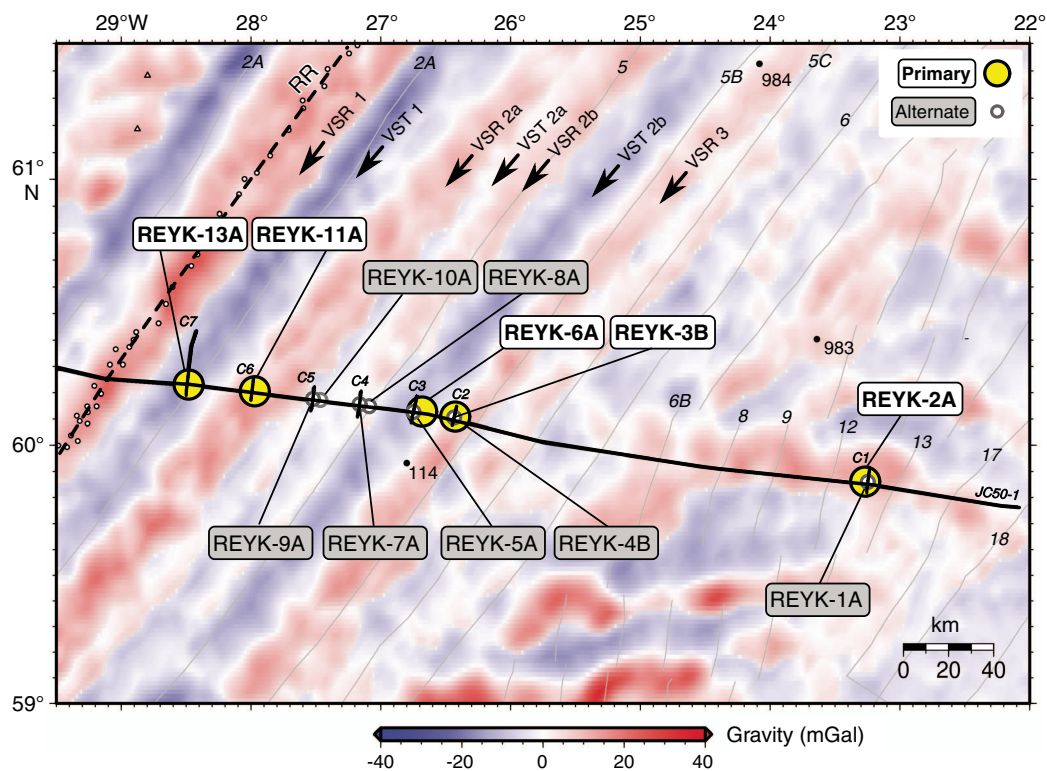 29°W 28° 27° 26° 25° 24° 23° 22°
2A RR 2A 5 5B 984 5C
Primary
Alternate
6
VSR 1 VST 1 VSR 2a VST 2a VSR 2b VST 2b VSR 3
61°
N
REYK-13A REYK-11A
REYK-10A REYK-8A
REYK-6A REYK-3B
983
C7
C6 C5 C4 C3 C2
6B 8 9 12 13 17
REYK-2A
60°
114
C1
JC50-1
REYK-9A REYK-7A REYK-5A REYK-4B
18
REYK-1A
km
0 20 40
59°
-40 -20 0 20 40
Gravity (mGal)